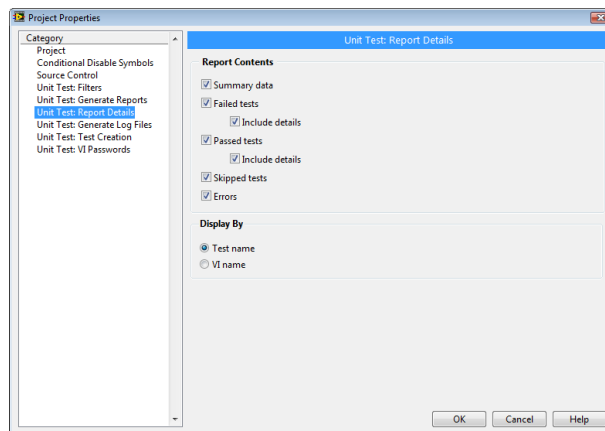 Project Properties
Category
Project
Conditional Disable Symbols
Source Control
Unit Test: Filters
Unit Test: Generate Reports
Unit Test: Report Details
Unit Test: Generate Log Files
Unit Test: Test Creation
Unit Test: VI Passwords
Unit Test: Report Details
Report Contents
Summary data
Failed tests
Include details
Passed tests
Include details
Skipped tests
Errors
Display By
Test name
VI name
OK Cancel Help